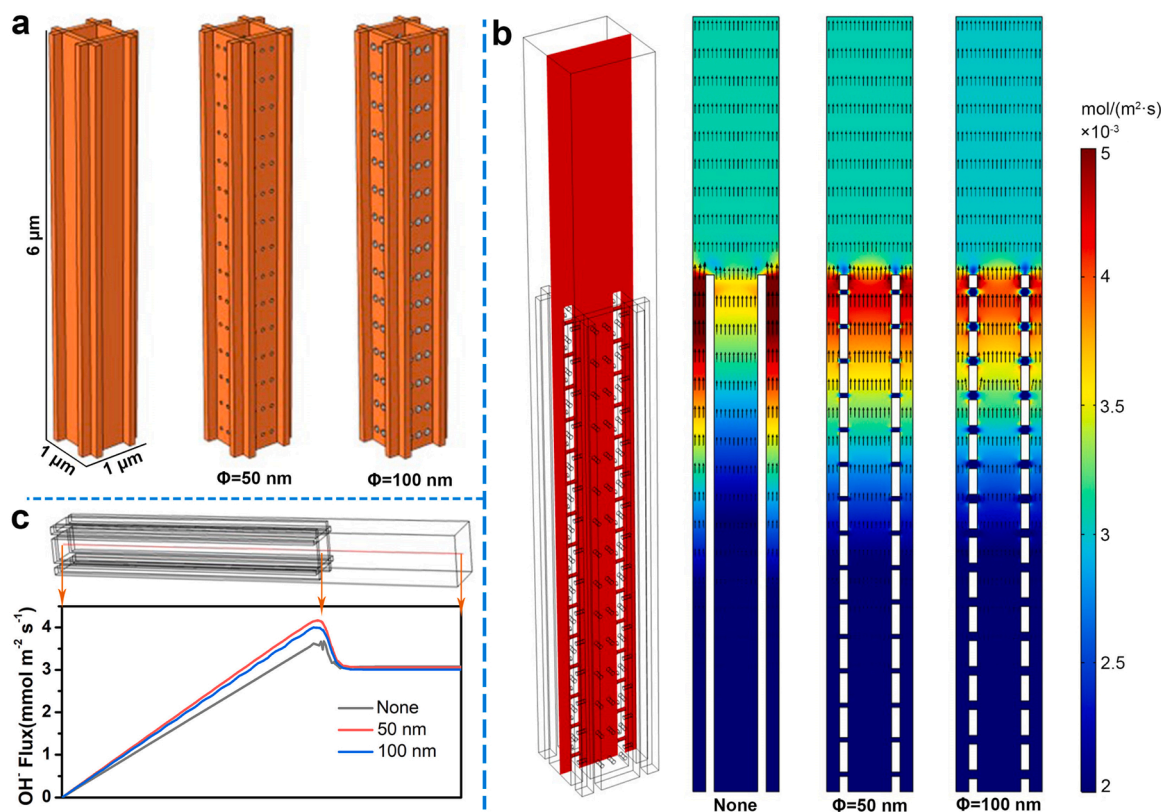 a
6 μm
1 μm
1 μm
Φ=50 nm
Φ=100 nm
b
mol/(m²·s)
×10⁻³
5
4
3.5
3
2.5
2
None
Φ=50 nm
Φ=100 nm
c
OH⁻ Flux(mmol m⁻² s⁻¹)
4
3
2
1
0
None
50 nm
100 nm